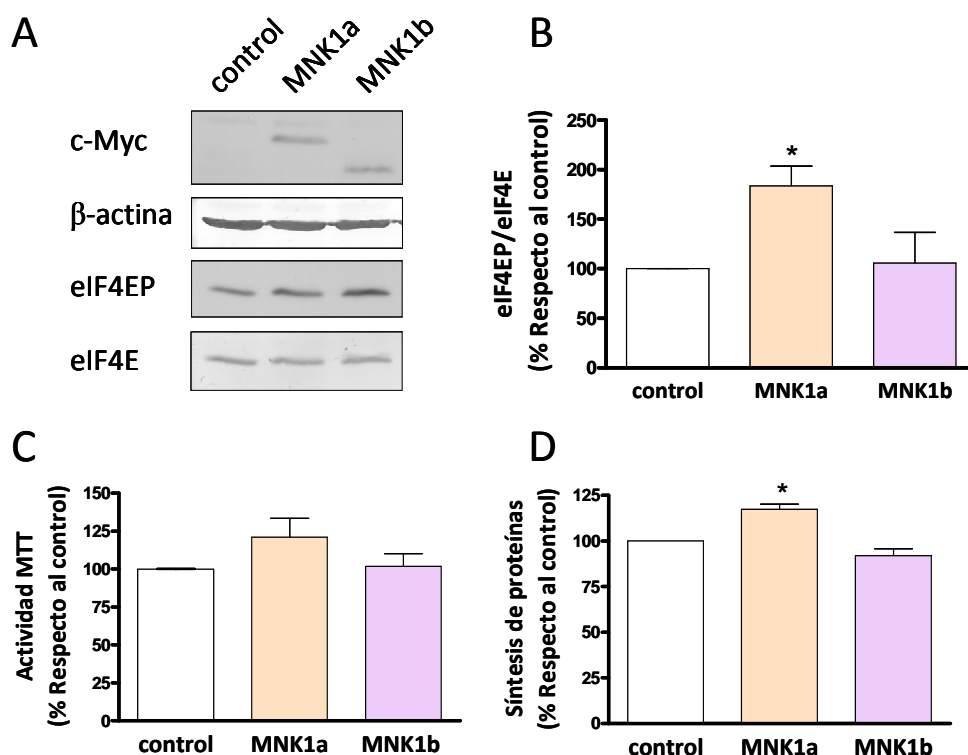 A
control
MNK1a
MNK1b
c-Myc
β-actina
eIF4EP
eIF4E
B
eIF4EP/eIF4E
(% Respecto al control)
250
200
150
100
50
0
*
control
MNK1a
MNK1b
C
Actividad MTT
(% Respecto al control)
150
125
100
75
50
25
0
control
MNK1a
MNK1b
D
Síntesis de proteínas
(% Respecto al control)
125
100
75
50
25
0
*
control
MNK1a
MNK1b